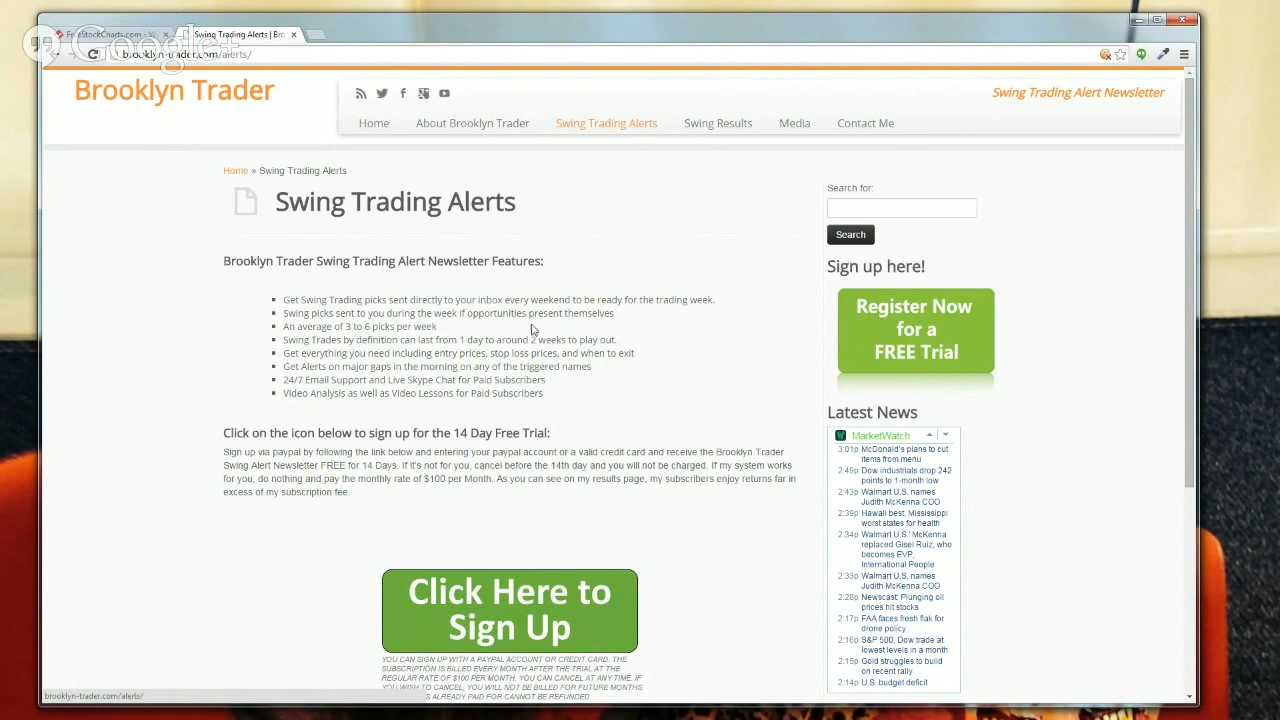 FreeStockCharts.com
Swing Trading Alerts | Bro
Google+
brooklyn-trader.com/alerts/
Brooklyn Trader
Swing Trading Alert Newsletter
Home About Brooklyn Trader Swing Trading Alerts Swing Results Media Contact Me
Home » Swing Trading Alerts
Swing Trading Alerts
Brooklyn Trader Swing Trading Alert Newsletter Features:
Get Swing Trading picks sent directly to your inbox every weekend to be ready for the trading week.
Swing picks sent to you during the week if opportunities present themselves
An average of 3 to 6 picks per week
Swing Trades by definition can last from 1 day to around 2 weeks to play out.
Get everything you need including entry prices, stop loss prices, and when to exit
Get Alerts on major gaps in the morning on any of the triggered names
24/7 Email Support and Live Skype Chat for Paid Subscribers
Video Analysis as well as Video Lessons for Paid Subscribers
Click on the icon below to sign up for the 14 Day Free Trial:
Sign up via paypal by following the link below and entering your paypal account or a valid credit card and receive the Brooklyn Trader
Swing Alert Newsletter FREE for 14 Days. If it's not for you, cancel before the 14th day and you will not be charged. If my system works
for you, do nothing and pay the monthly rate of $100 per Month. As you can see on my results page, my subscribers enjoy returns far in
excess of my subscription fee.
Click Here to
Sign Up
YOU CAN SIGN UP WITH A PAYPAL ACCOUNT OR CREDIT CARD. THE
SUBSCRIPTION IS BILLED EVERY MONTH AFTER THE TRIAL AT THE
REGULAR RATE OF $100 PER MONTH. YOU CAN CANCEL AT ANY TIME. IF
YOU WISH TO CANCEL, YOU WILL NOT BE BILLED FOR FUTURE MONTHS
ALREADY PAID FOR CANNOT BE REFUNDED
brooklyn-trader.com/alerts/
Search for:
Search
Sign up here!
Register Now
for a
FREE Trial
Latest News
MarketWatch
3:01p McDonald's plans to cut
items from menu
2:49p Dow industrials drop 242
points to 1-month low
2:43p Walmart U.S. names
Judith McKenna COO
2:39p Hawaii best, Mississippi
worst states for health
2:34p Walmart U.S.' McKenna
replaced Gisel Ruiz, who
becomes EVP,
International People
2:33p Walmart U.S. names
Judith McKenna COO
2:28p Newscast: Plunging oil
prices hit stocks
2:17p FAA faces fresh flak for
drone policy
2:16p S&P 500, Dow trade at
lowest levels in a month
2:15p Gold struggles to build
on recent rally
2:14p U.S. budget deficit